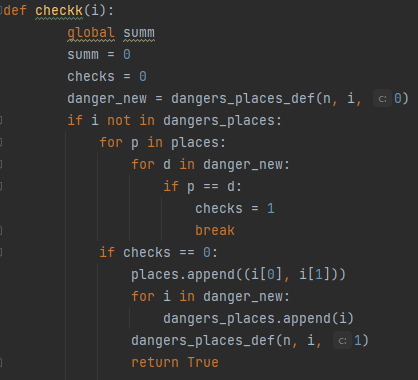 def checkk(i):
    global summ
    summ = 0
    checks = 0
    danger_new = dangers_places_def(n, i, c: 0)
    if i not in dangers_places:
        for p in places:
            for d in danger_new:
                if p == d:
                    checks = 1
                    break
        if checks == 0:
            places.append((i[0], i[1]))
            for i in danger_new:
                dangers_places.append(i)
            dangers_places_def(n, i, c: 1)
            return True